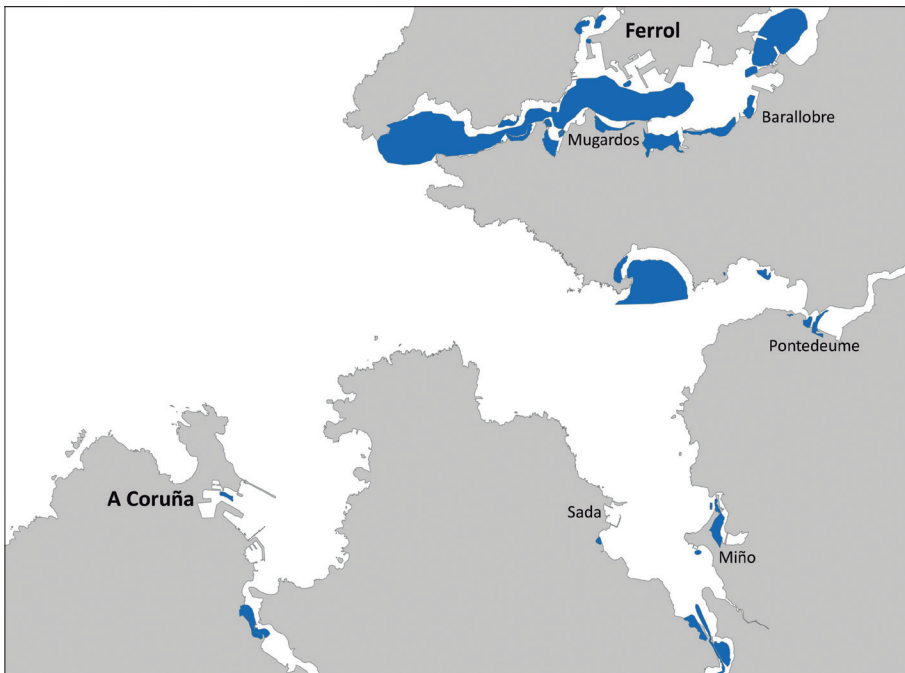 Ferrol
Barallobre
Mugardos
Pontedeume
A Coruña
Sada
Miño